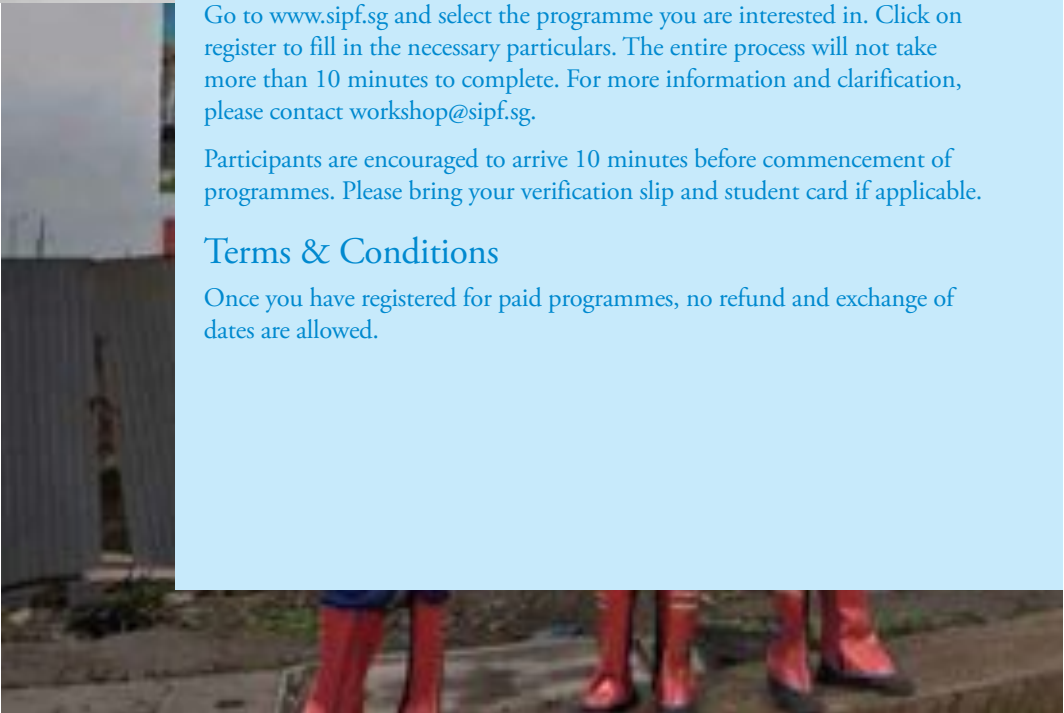 Go to www.sipf.sg and select the programme you are interested in. Click on
register to fill in the necessary particulars. The entire process will not take
more than 10 minutes to complete. For more information and clarification,
please contact workshop@sipf.sg.
Participants are encouraged to arrive 10 minutes before commencement of
programmes. Please bring your verification slip and student card if applicable.
Terms & Conditions
Once you have registered for paid programmes, no refund and exchange of
dates are allowed.